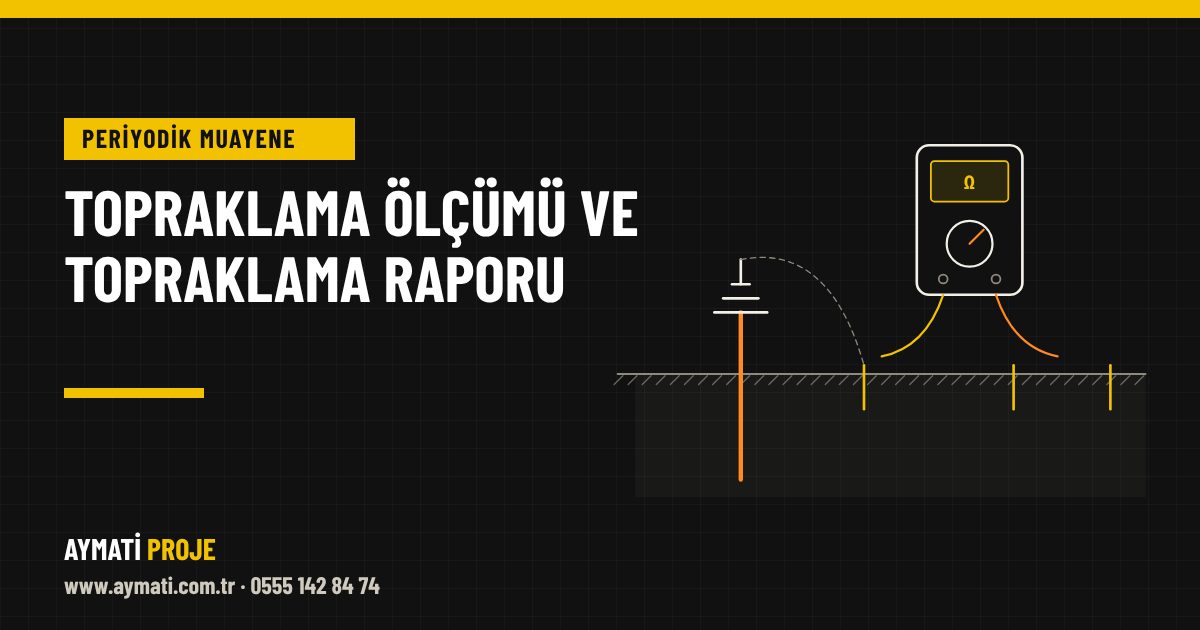 PERİYODİK MUAYENE
TOPRAKLAMA ÖLÇÜMÜ VE
TOPRAKLAMA RAPORU
Ω
AYMATİ PROJE
www.aymati.com.tr · 0555 142 84 74